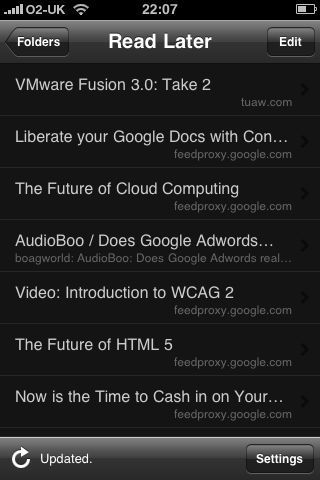 O2-UK 22:07
Folders Read Later Edit
VMware Fusion 3.0: Take 2
tuaw.com
Liberate your Google Docs with Con...
feedproxy.google.com
The Future of Cloud Computing
feedproxy.google.com
AudioBoo / Does Google Adwords...
boagworld: AudioBoo: Does Google Adwords real...
Video: Introduction to WCAG 2
feedproxy.google.com
The Future of HTML 5
feedproxy.google.com
Now is the Time to Cash in on Your...
feedproxy.google.com
Updated. Settings